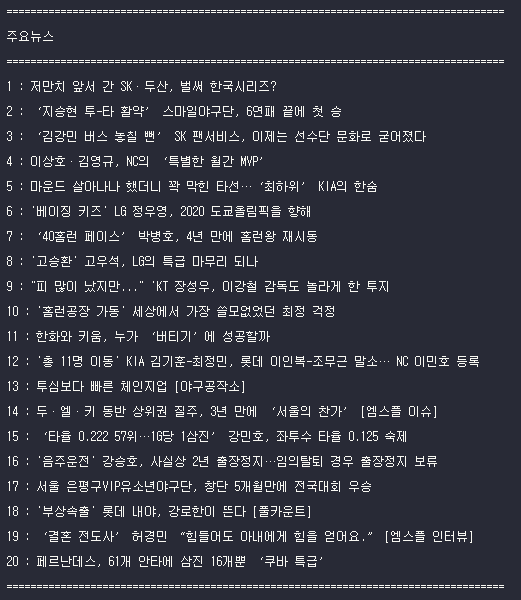 ================================================================================
주요뉴스
================================================================================
1 : 저만치 앞서 간 SK·두산, 벌써 한국시리즈?
2 : ‘지승현 투-타 활약’ 스마일야구단, 6연패 끝에 첫 승
3 : ‘김강민 버스 놓칠 뻔’ SK 팬서비스, 이제는 선수단 문화로 굳어졌다
4 : 이상호·김영규, NC의 ‘특별한 월간 MVP’
5 : 마운드 살아나나 했더니 꽉 막힌 타선… ‘최하위’ KIA의 한숨
6 : '베이징 키즈' LG 정우영, 2020 도쿄올림픽을 향해
7 : ‘40홈런 페이스’ 박병호, 4년 만에 홈런왕 재시동
8 : '고승환' 고우석, LG의 특급 마무리 되나
9 : "피 많이 났지만..." 'KT 장성우, 이강철 감독도 놀라게 한 투지
10 : '홈런공장 가동' 세상에서 가장 쓸모없었던 최정 걱정
11 : 한화와 키움, 누가 ‘버티기’에 성공할까
12 : '총 11명 이동' KIA 김기훈-최정민, 롯데 이인복-조무근 말소… NC 이민호 등록
13 : 투심보다 빠른 체인지업 [야구공작소]
14 : 두·엘·키 동반 상위권 질주, 3년 만에 ‘서울의 찬가’ [엠스플 이슈]
15 : ‘타율 0.222 57위…1G당 1삼진’ 강민호, 좌투수 타율 0.125 숙제
16 : '음주운전' 강승호, 사실상 2년 출장정지…임의탈퇴 경우 출장정지 보류
17 : 서울 은평구VIP유소년야구단, 창단 5개월만에 전국대회 우승
18 : '부상속출' 롯데 내야, 강로한이 뜬다 [풀카운트]
19 : ‘결혼 전도사’ 허경민 “힘들어도 아내에게 힘을 얻어요.” [엠스플 인터뷰]
20 : 페르난데스, 61개 안타에 삼진 16개뿐 ‘쿠바 특급’
================================================================================